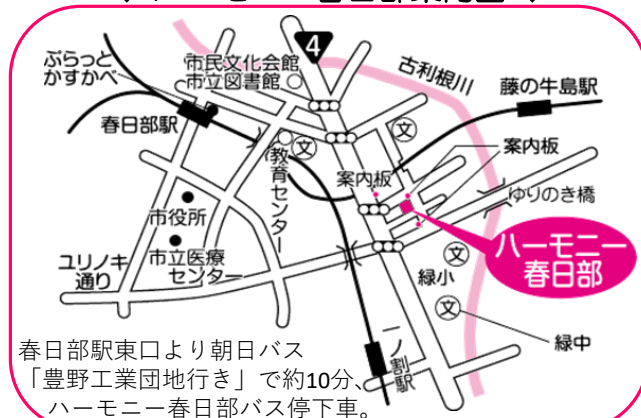 4
ぷらっと
かすかべ
市民文化会館
市立図書館
古利根川
藤の牛島駅
春日部駅
文
文
案内板
教育センター
案内板
ゆりのき橋
市役所
ハーモニー
春日部
市立医療
センター
ユリノキ
通り
文
緑小
文
緑中
一ノ割駅
春日部駅東口より朝日バス
「豊野工業団地行き」で約10分、
ハーモニー春日部バス停下車。